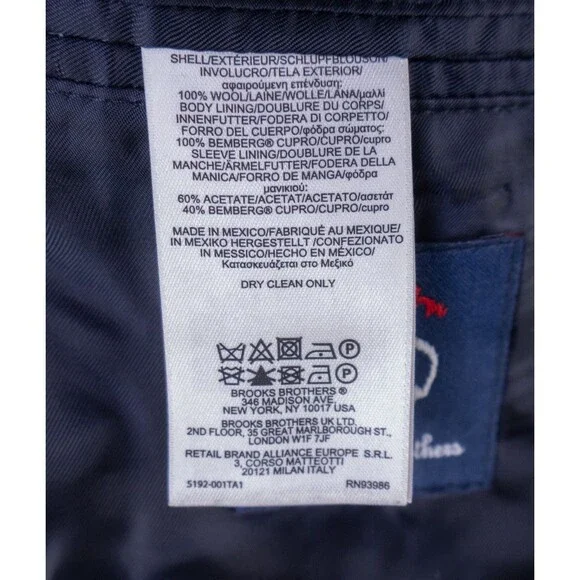 SHELL/EXTÉRIEUR/SCHLUPFBLOUSON/
INVOLUCRO/TELA EXTERIOR/
αφαιρούμενη επένδυση:
100% WOOL/LAINE/WOLLE/LANA/μαλλί
BODY LINING/DOUBLURE DU CORPS/
INNENFUTTER/FODERA DI CORPETTO/
FORRO DEL CUERPO/φόδρα σώματος:
100% BEMBERG® CUPRO/CUPRO/cupro
SLEEVE LINING/DOUBLURE DE LA
MANCHE/ÄRMELFUTTER/FODERA DELLA
MANICA/FORRO DE MANGA/φόδρα
μανικιού:
60% ACETATE/ACETAT/ACETATO/ασετάτ
40% BEMBERG® CUPRO/CUPRO/cupro
MADE IN MEXICO/FABRIQUÉ AU MEXIQUE/
IN MEXIKO HERGESTELLT /CONFEZIONATO
IN MESSICO/HECHO EN MÉXICO/
Κατασκευάζεται στο Μεξικό
DRY CLEAN ONLY
P
P
BROOKS BROTHERS ®
346 MADISON AVE.
NEW YORK, NY 10017 USA
BROOKS BROTHERS UK LTD.
2ND FLOOR, 35 GREAT MARLBOROUGH ST.,
LONDON W1F 7JF
RETAIL BRAND ALLIANCE EUROPE S.R.L.
3, CORSO MATTEOTTI
20121 MILAN ITALY
5192-001TA1 RN93986
thers